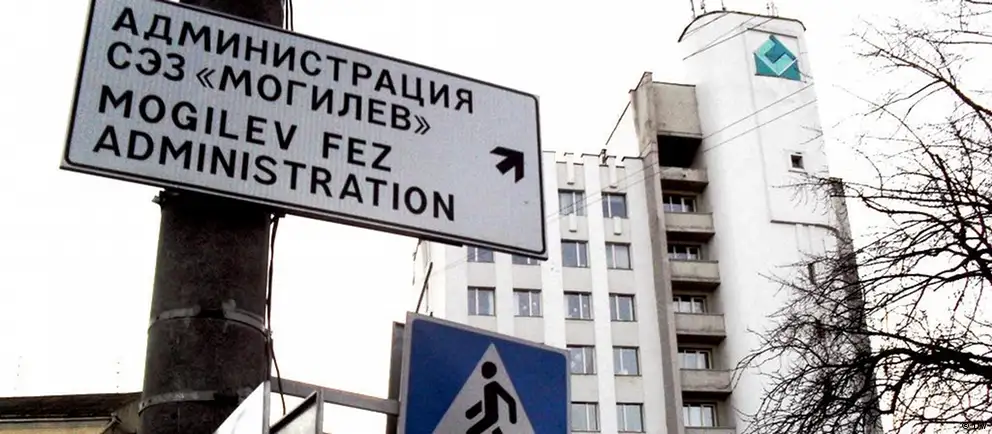 АДМИНИСТРАЦИЯ
СЭЗ «МОГИЛЕВ»
MOGILEV FEZ
ADMINISTRATION